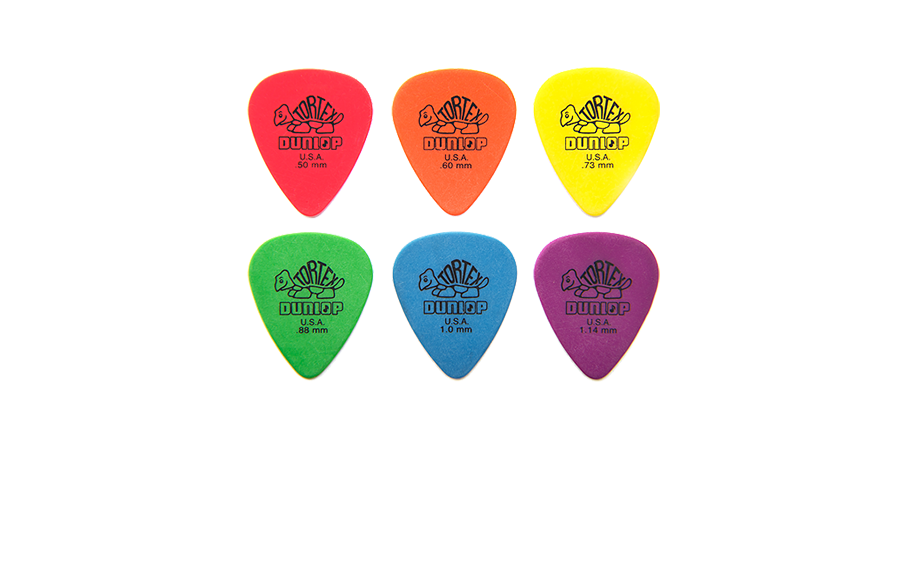 TORTEX
DUNLOP
U.S.A.
.50 mm
TORTEX
DUNLOP
U.S.A.
.60 mm
TORTEX
DUNLOP
U.S.A.
.73 mm
TORTEX
DUNLOP
U.S.A.
.88 mm
TORTEX
DUNLOP
U.S.A.
1.0 mm
TORTEX
DUNLOP
U.S.A.
1.14 mm